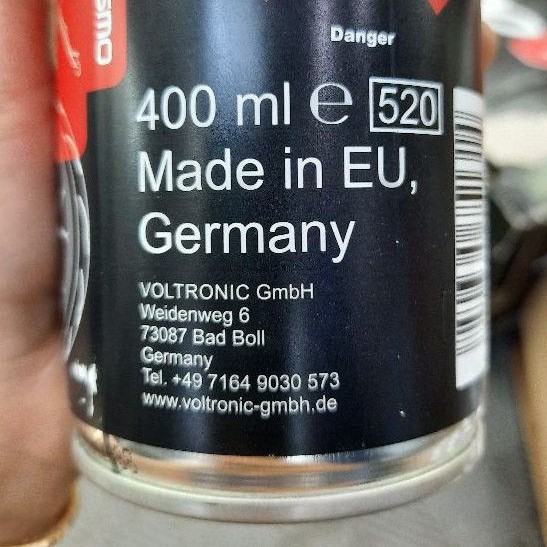 Danger
400 ml ℮ 520
Made in EU,
Germany
VOLTRONIC GmbH
Weidenweg 6
73087 Bad Boll
Germany
Tel. +49 7164 9030 573
www.voltronic-gmbh.de